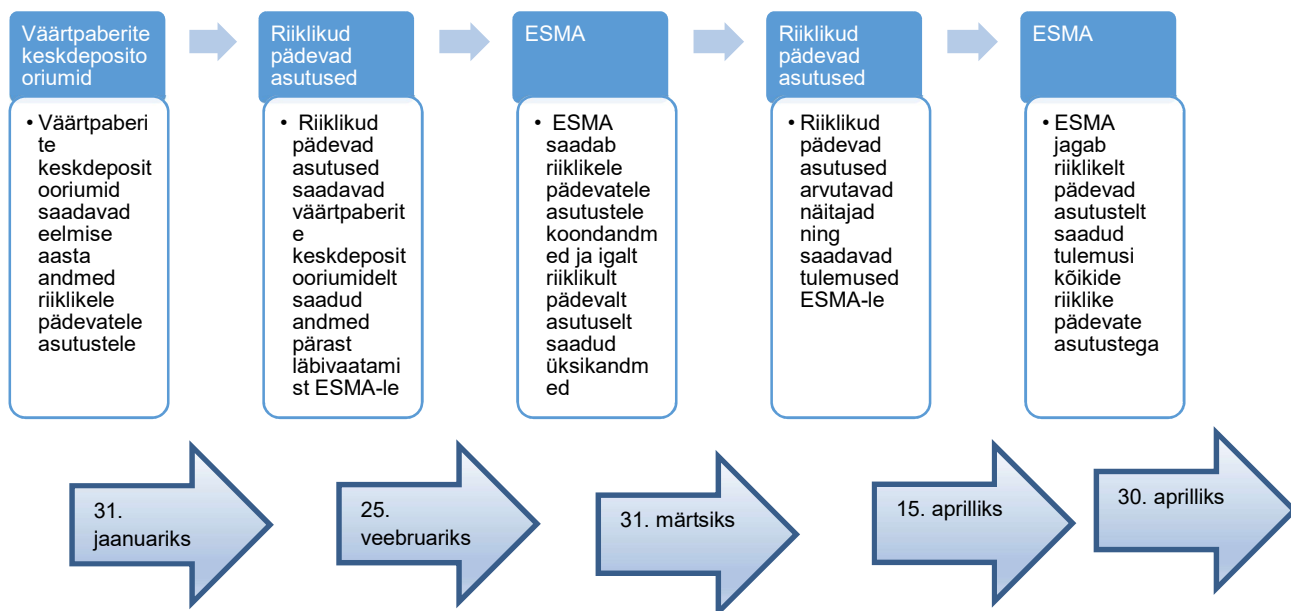 Väärtpaberite
keskdeposito
oriumid
Riiklikud
pädevad
asutused
ESMA
Riiklikud
pädevad
asutused
ESMA
• Väärtpaberi
te
keskdeposit
ooriumid
saadavad
eelmise
aasta
andmed
riiklikele
pädevatele
asutustele
• Riiklikud
pädevad
asutused
saadavad
väärtpaberit
e
keskdeposit
ooriumidelt
saadud
andmed
pärast
läbivaatami
st ESMA-le
• ESMA
saadab
riiklikele
pädevatele
asutustele
koondandm
ed ja igalt
riiklikult
pädevalt
asutuselt
saadud
üksikandm
ed
• Riiklikud
pädevad
asutused
arvutavad
näitajad
ning
saadavad
tulemused
ESMA-le
• ESMA
jagab
riiklikelt
pädevad
asutustelt
saadud
tulemusi
kõikide
riiklike
pädevate
asutustega
31.
jaanuariks
25.
veebruariks
31. märtsiks
15. aprilliks
30. aprilliks